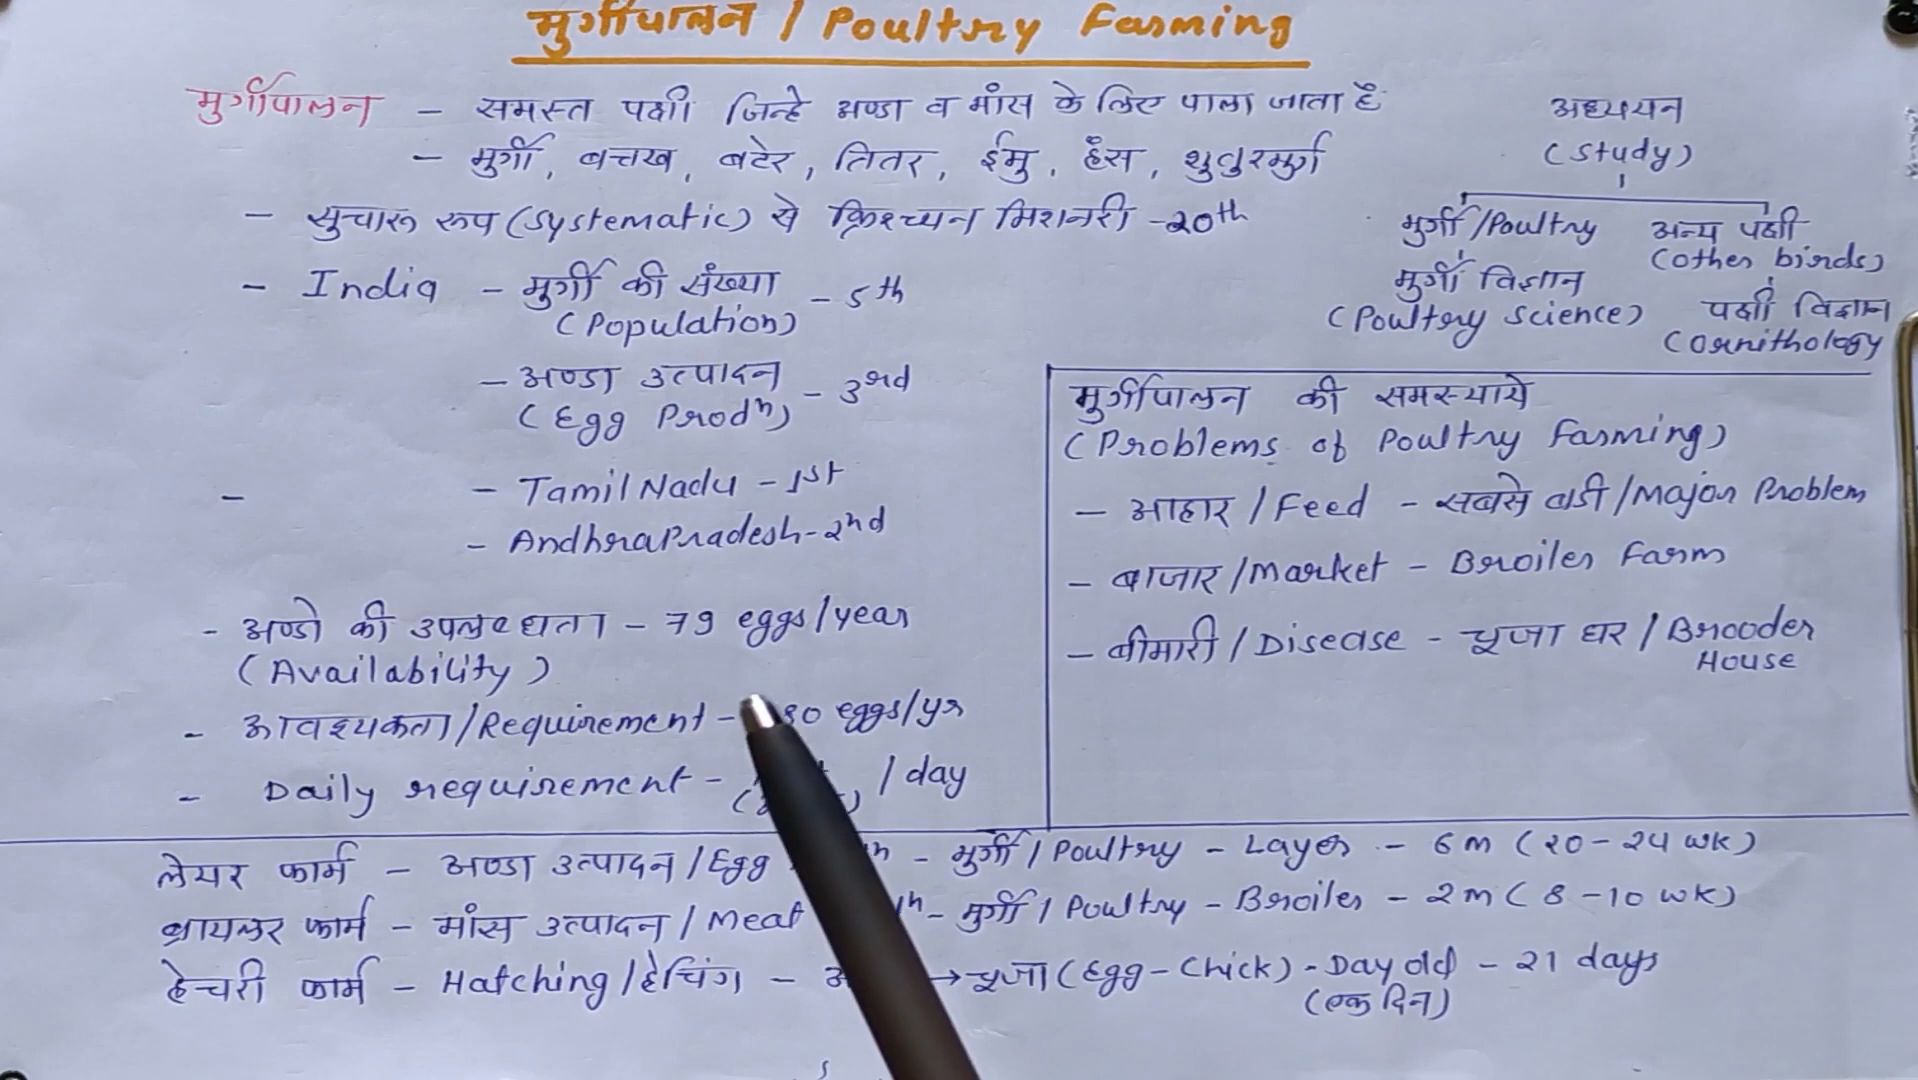 मुर्गीपालन / Poultry Farming
मुर्गीपालन - समस्त पक्षी जिन्हे अण्डा व मांस के लिए पाला जाता है
- मुर्गी, बत्तख, बटेर, तितर, ईमु, हंस, शुतुरमुर्ग
- सुचारू रूप (systematic) से क्रिश्च्यन मिशनरी - 20th
- India - मुर्गी की संख्या - 5th
(Population)
- अण्डा उत्पादन - 3rd
(Egg Prodn)
- - Tamil Nadu - 1st
- Andhra Pradesh - 2nd
- अण्डो की उपलब्धता - 79 eggs/year
(Availability)
- आवश्यकता/Requirement - 80 eggs/yr
- Daily requirement - /day
अध्ययन
(study)
मुर्गी/Poultry अन्य पक्षी
(other birds)
मुर्गी विज्ञान पक्षी विज्ञान
(Poultry science) (ornithology
मुर्गीपालन की समस्याये
(Problems of Poultry Farming)
- आहार / Feed - सबसे बडी/Major Problem
- बाजार/Market - Broiler Farm
- बीमारी / Disease - चूजा घर / Brooder
House
लेयर फार्म - अण्डा उत्पादन / Egg - मुर्गी / Poultry - Layer - 6 m (20-24 wk)
ब्रायलर फार्म - मांस उत्पादन / Meat - मुर्गी / Poultry - Broiler - 2 m (8-10 wk)
हेचरी फार्म - Hatching/हेचिंग - → चूजा (Egg-Chick) - Day old - 21 days
(एक दिन)